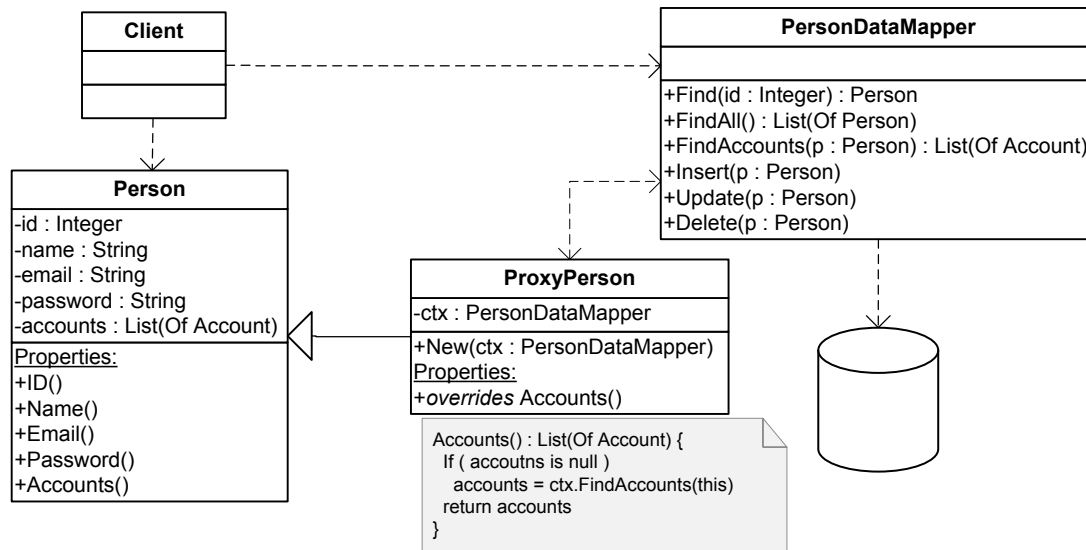 Client
PersonDataMapper
+Find(id : Integer) : Person
+FindAll() : List(Of Person)
+FindAccounts(p : Person) : List(Of Account)
+Insert(p : Person)
+Update(p : Person)
+Delete(p : Person)
Person
-id : Integer
-name : String
-email : String
-password : String
-accounts : List(Of Account)
Properties:
+ID()
+Name()
+Email()
+Password()
+Accounts()
ProxyPerson
-ctx : PersonDataMapper
+New(ctx : PersonDataMapper)
Properties:
+overrides Accounts()
Accounts() : List(Of Account) {
If ( accoutns is null )
accounts = ctx.FindAccounts(this)
return accounts
}